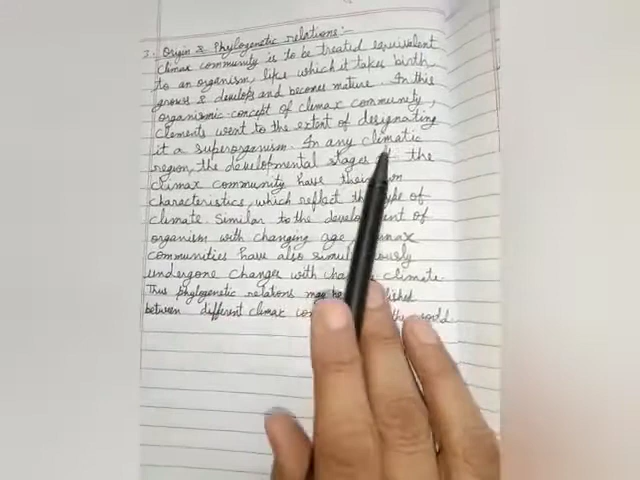 7. Origin & Phylogenetic relations:-
Climax community is to be treated equivalent
to an organism, like which it takes birth,
grows & develops and becomes mature. In this
organismic concept of climax community,
Clements went to the extent of designating
it a superorganism. In any climatic
region, the developmental stages of the
climax community have their own
characteristics, which reflect the type of
climate similar to the development of
organism with changing age, climax
communities have also simultaneously
undergone changes with climate.
Thus phylogenetic relations may be
between different climax the world.